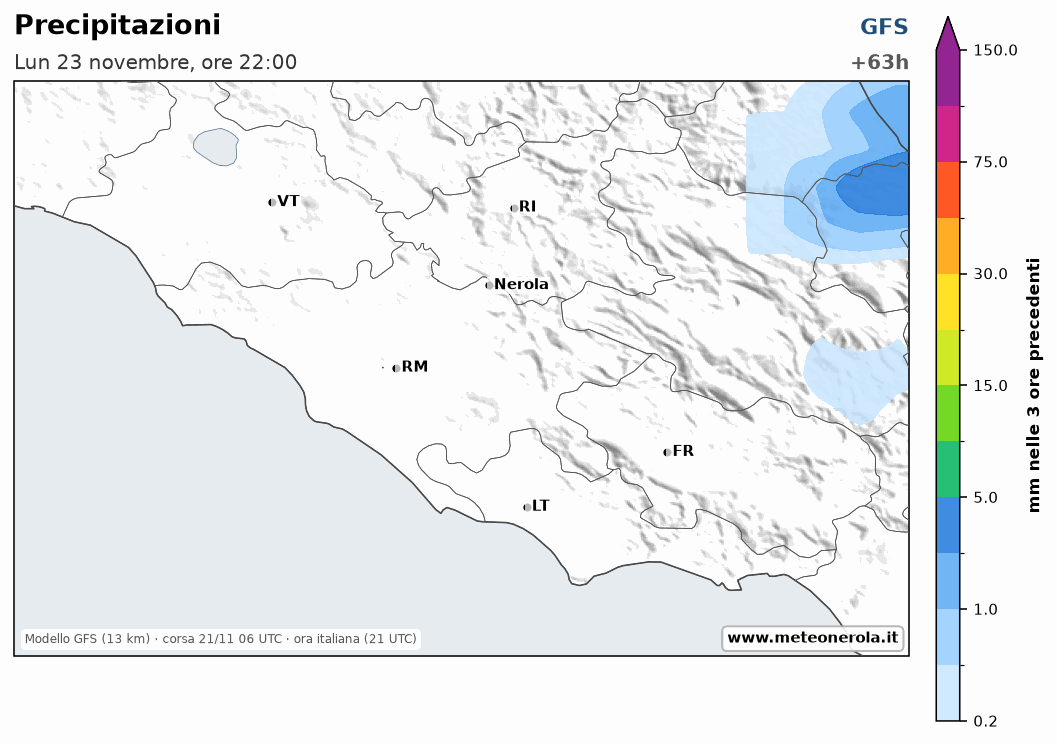 Precipitazioni
GFS
Lun 23 novembre, ore 22:00
+63h
150.0
75.0
30.0
15.0
5.0
1.0
0.2
mm nelle 3 ore precedenti
VT
RI
Nerola
RM
FR
LT
Modello GFS (13 km) · corsa 21/11 06 UTC · ora italiana (21 UTC)
www.meteonerola.it